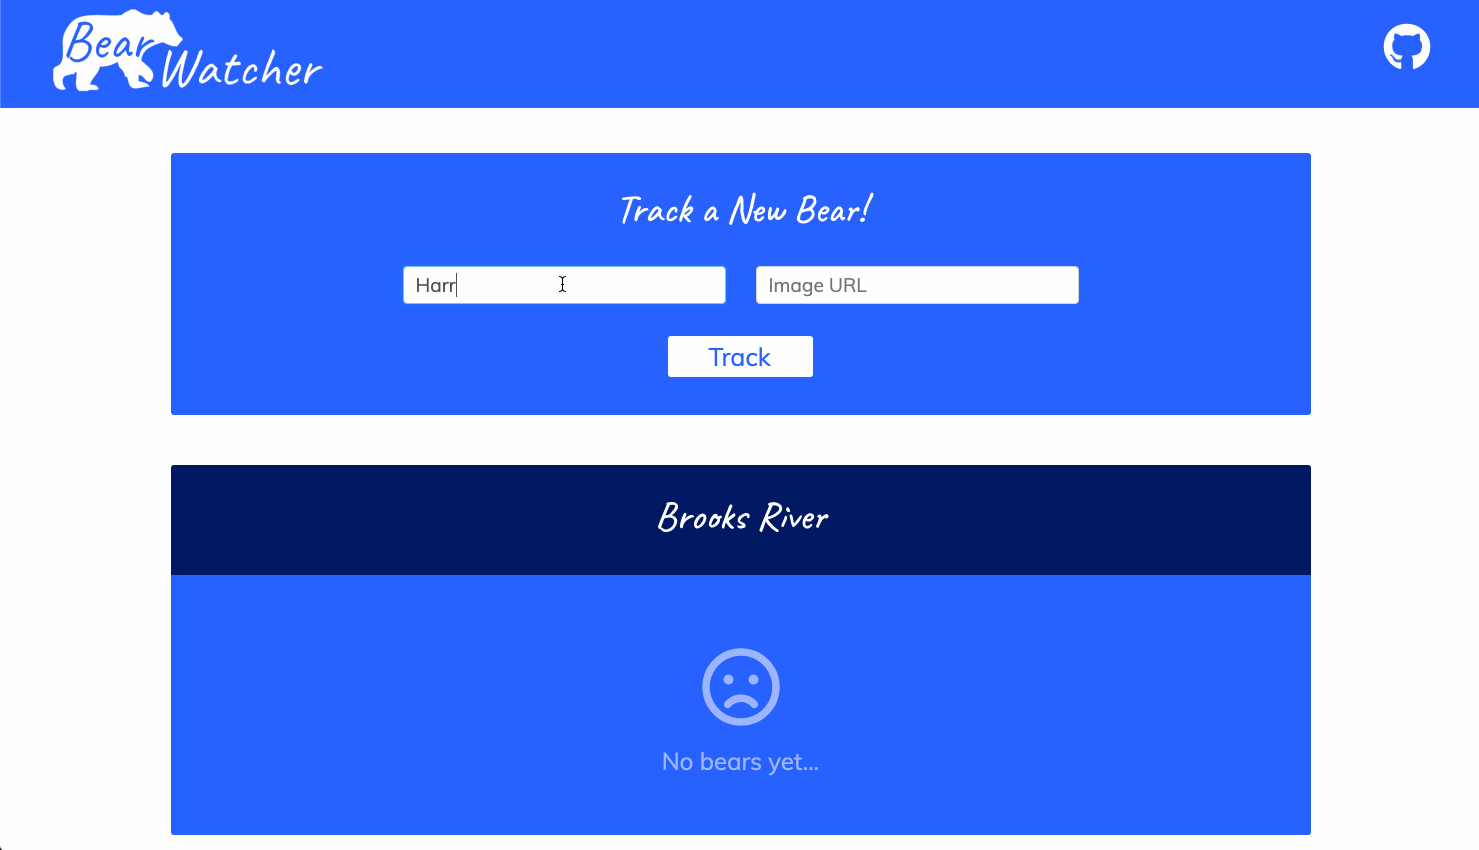 Bear
Watcher
Track a New Bear!
Harr
Image URL
Track
Brooks River
No bears yet...